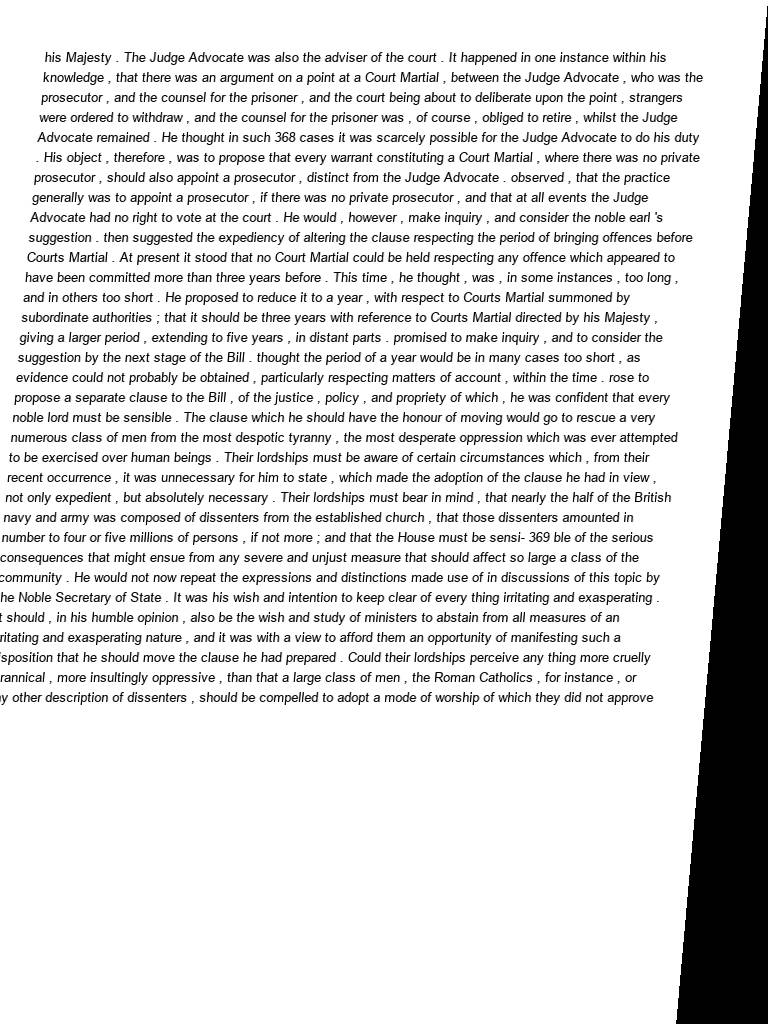 his Majesty . The Judge Advocate was also the adviser of the court . It happened in one instance within his
knowledge , that there was an argument on a point at a Court Martial , between the Judge Advocate , who was the
prosecutor , and the counsel for the prisoner , and the court being about to deliberate upon the point , strangers
were ordered to withdraw , and the counsel for the prisoner was , of course , obliged to retire , whilst the Judge
Advocate remained . He thought in such 368 cases it was scarcely possible for the Judge Advocate to do his duty
. His object , therefore , was to propose that every warrant constituting a Court Martial , where there was no private
prosecutor , should also appoint a prosecutor , distinct from the Judge Advocate . observed , that the practice
generally was to appoint a prosecutor , if there was no private prosecutor , and that at all events the Judge
Advocate had no right to vote at the court . He would , however , make inquiry , and consider the noble earl 's
suggestion . then suggested the expediency of altering the clause respecting the period of bringing offences before
Courts Martial . At present it stood that no Court Martial could be held respecting any offence which appeared to
have been committed more than three years before . This time , he thought , was , in some instances , too long ,
and in others too short . He proposed to reduce it to a year , with respect to Courts Martial summoned by
subordinate authorities ; that it should be three years with reference to Courts Martial directed by his Majesty ,
giving a larger period , extending to five years , in distant parts . promised to make inquiry , and to consider the
suggestion by the next stage of the Bill . thought the period of a year would be in many cases too short , as
evidence could not probably be obtained , particularly respecting matters of account , within the time . rose to
propose a separate clause to the Bill , of the justice , policy , and propriety of which , he was confident that every
noble lord must be sensible . The clause which he should have the honour of moving would go to rescue a very
numerous class of men from the most despotic tyranny , the most desperate oppression which was ever attempted
to be exercised over human beings . Their lordships must be aware of certain circumstances which , from their
recent occurrence , it was unnecessary for him to state , which made the adoption of the clause he had in view ,
not only expedient , but absolutely necessary . Their lordships must bear in mind , that nearly the half of the British
navy and army was composed of dissenters from the established church , that those dissenters amounted in
number to four or five millions of persons , if not more ; and that the House must be sensi- 369 ble of the serious
consequences that might ensue from any severe and unjust measure that should affect so large a class of the
community . He would not now repeat the expressions and distinctions made use of in discussions of this topic by
he Noble Secretary of State . It was his wish and intention to keep clear of every thing irritating and exasperating .
t should , in his humble opinion , also be the wish and study of ministers to abstain from all measures of an
ritating and exasperating nature , and it was with a view to afford them an opportunity of manifesting such a
isposition that he should move the clause he had prepared . Could their lordships perceive any thing more cruelly
rannical , more insultingly oppressive , than that a large class of men , the Roman Catholics , for instance , or
y other description of dissenters , should be compelled to adopt a mode of worship of which they did not approve